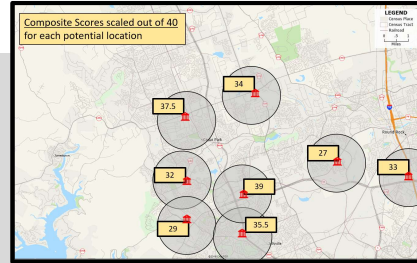 Composite Scores scaled out of 40
for each potential location
LEGEND
Census Place
Census Tract
Railroad
Miles
34
37.5
Round Rock
27
33
32
39
29
35.5